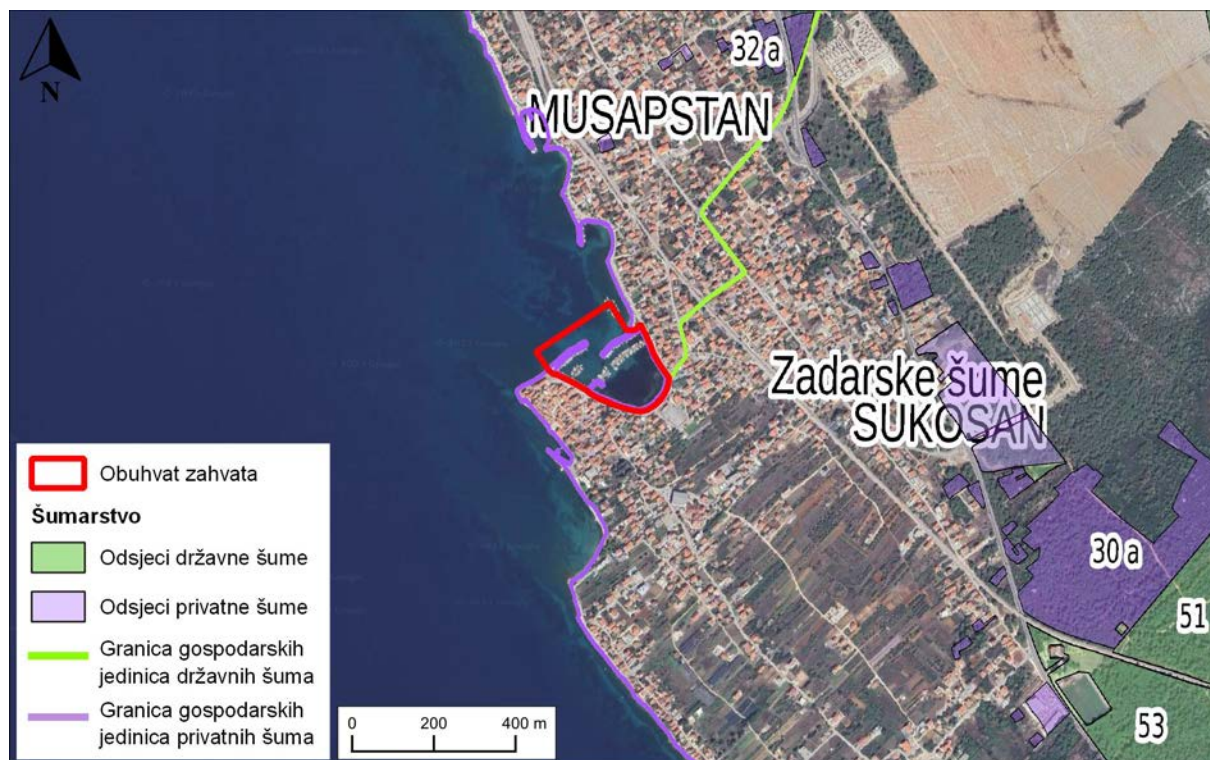 N
32 a
MUSAPSTAN
Zadarske šume
SUKOSAN
30 a
51
53
Obuhvat zahvata
Šumarstvo
Odsjeci državne šume
Odsjeci privatne šume
Granica gospodarskih
jedinica državnih šuma
Granica gospodarskih
jedinica privatnih šuma
0 200 400 m